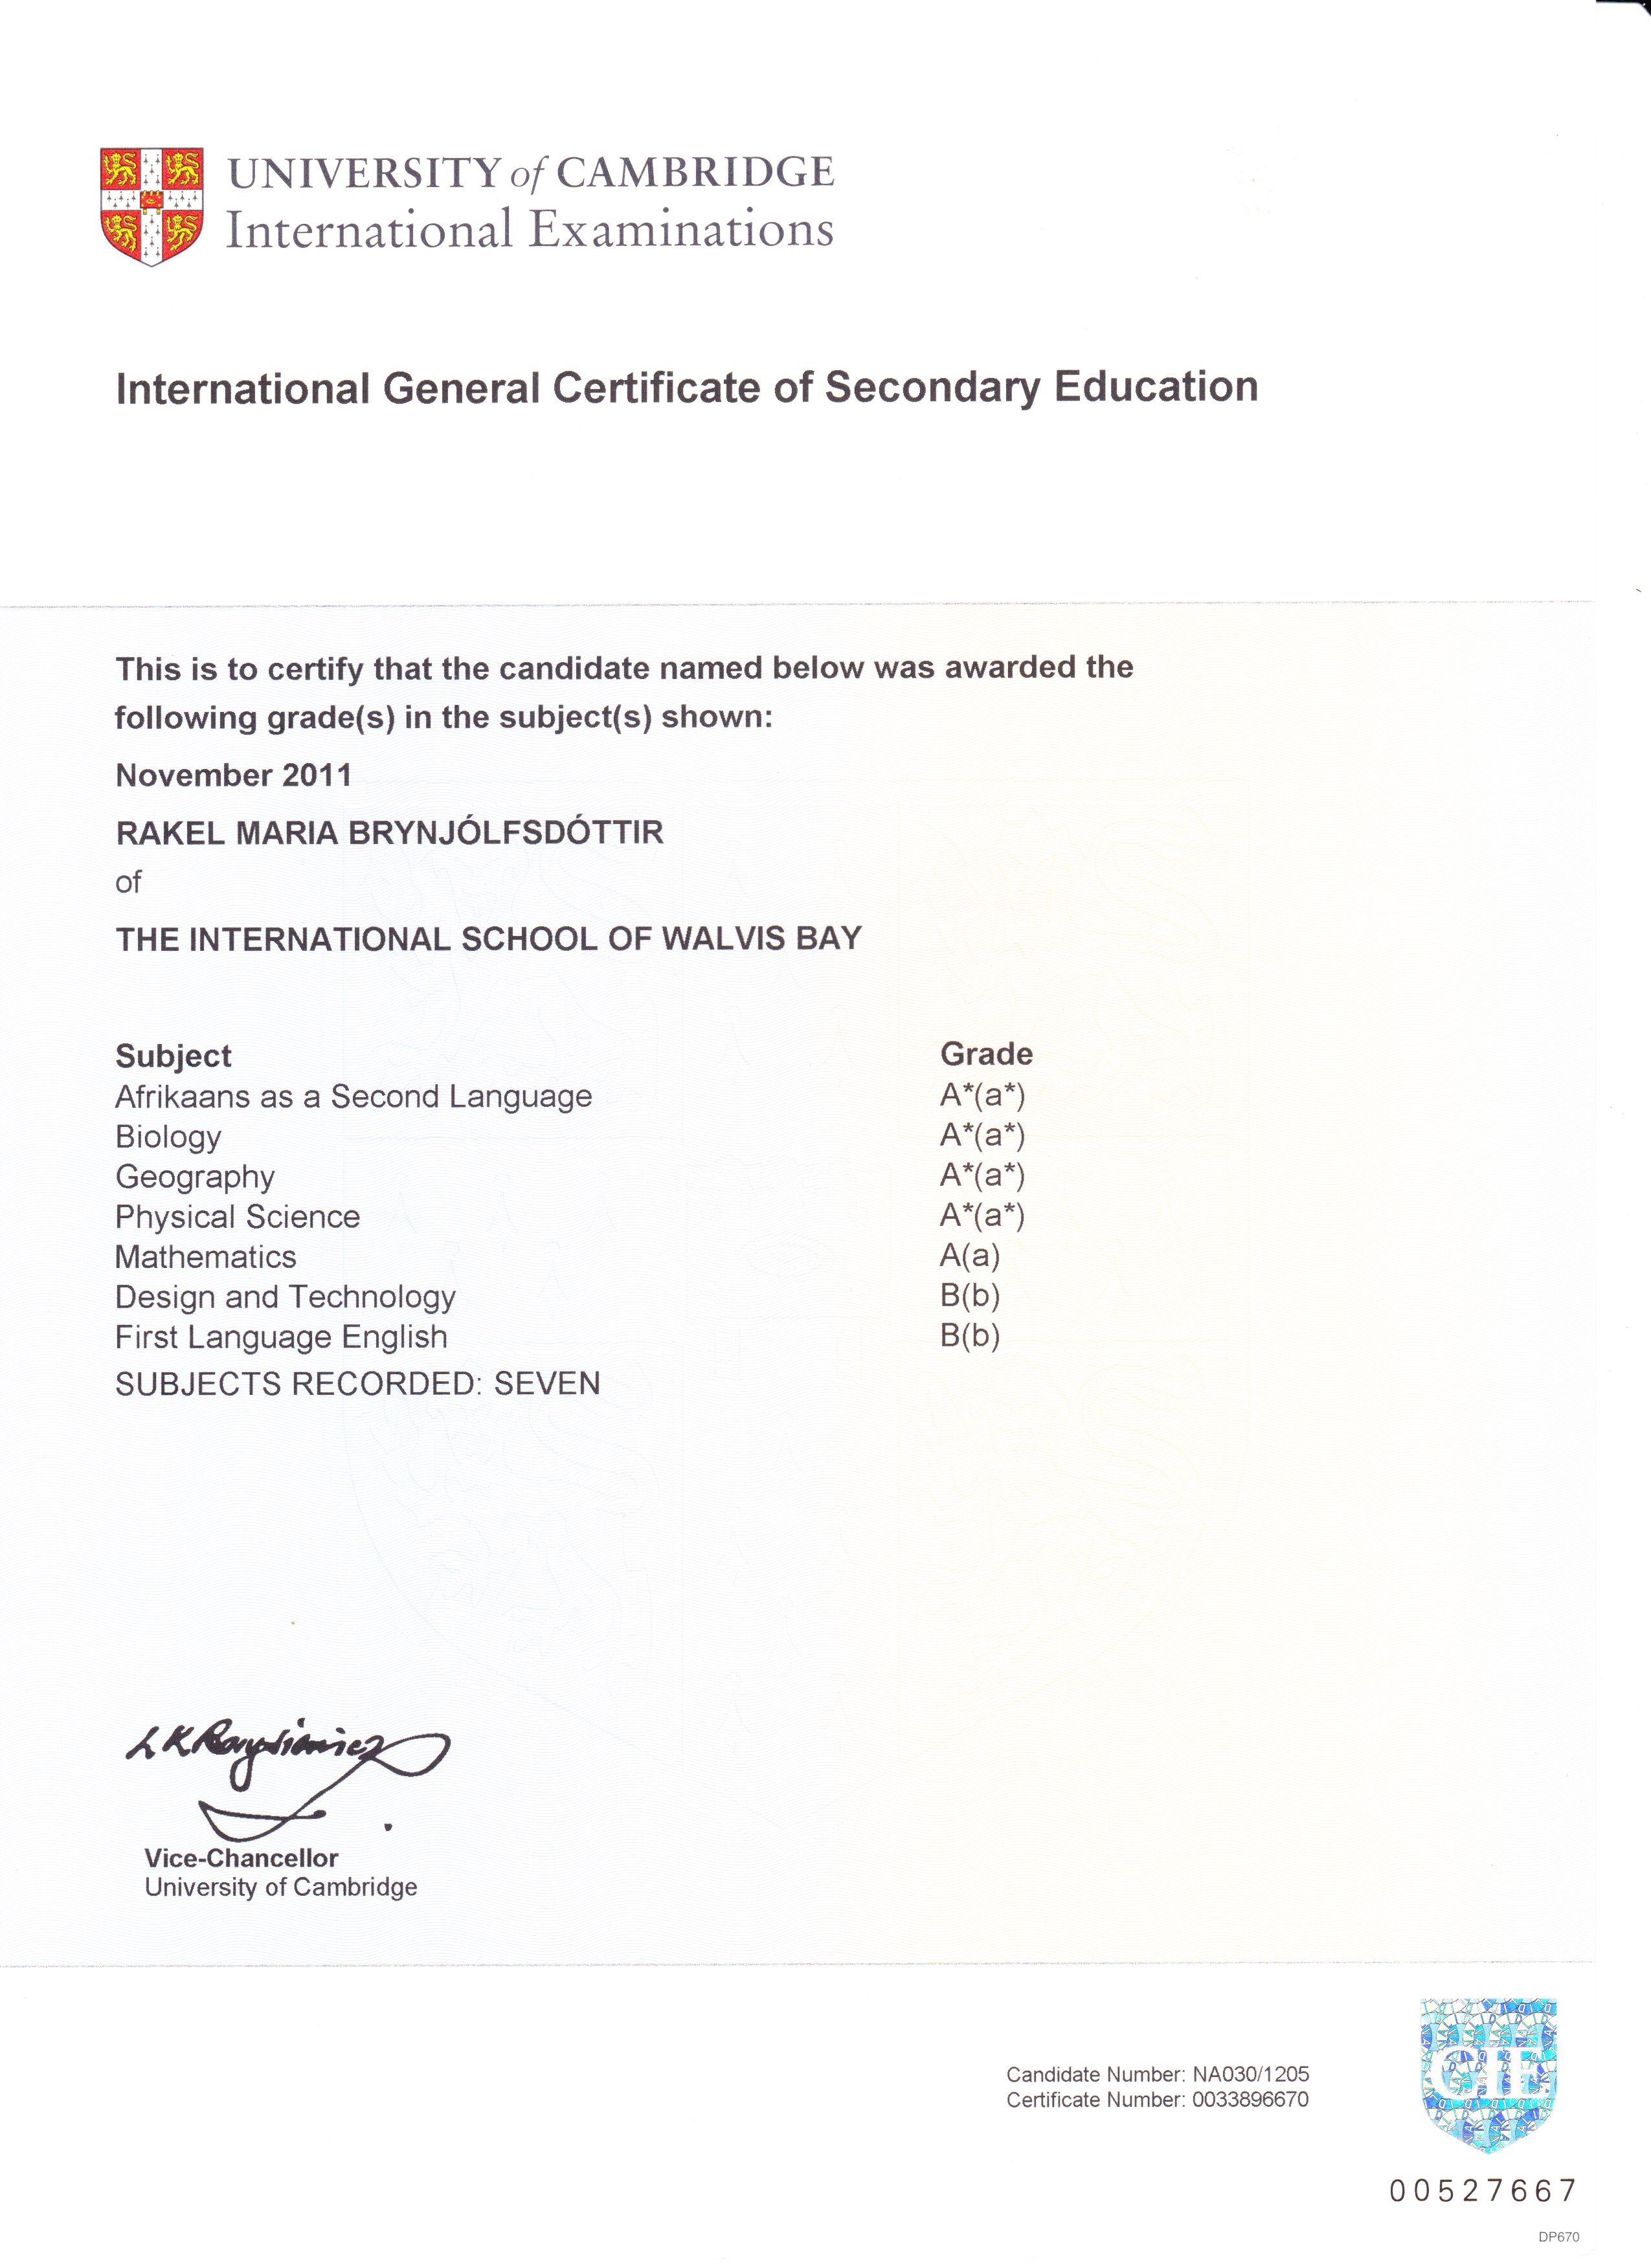 UNIVERSITY of CAMBRIDGE
International Examinations
International General Certificate of Secondary Education
This is to certify that the candidate named below was awarded the
following grade(s) in the subject(s) shown:
November 2011
RAKEL MARIA BRYNJÓLFSDÓTTIR
of
THE INTERNATIONAL SCHOOL OF WALVIS BAY
Subject Grade
Afrikaans as a Second Language A*(a*)
Biology A*(a*)
Geography A*(a*)
Physical Science A*(a*)
Mathematics A(a)
Design and Technology B(b)
First Language English B(b)
SUBJECTS RECORDED: SEVEN
Vice-Chancellor
University of Cambridge
Candidate Number: NA030/1205
Certificate Number: 0033896670
CIE
00527667
DP670